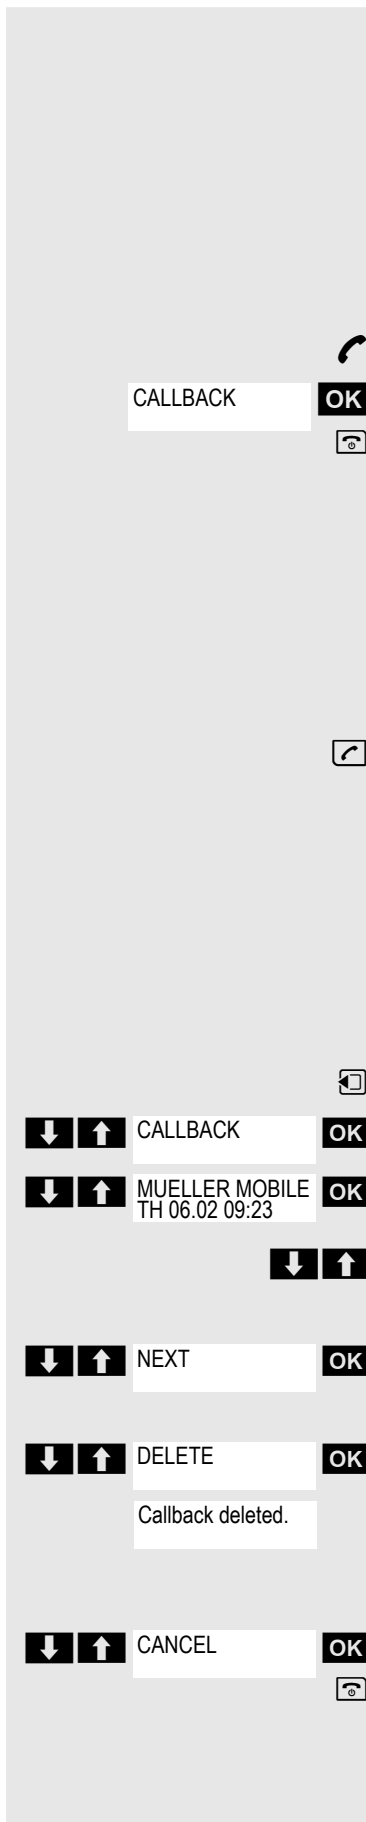 CALLBACK OK
CALLBACK OK
MUELLER MOBILE OK
TH 06.02 09:23
NEXT OK
DELETE OK
Callback deleted.
CANCEL OK